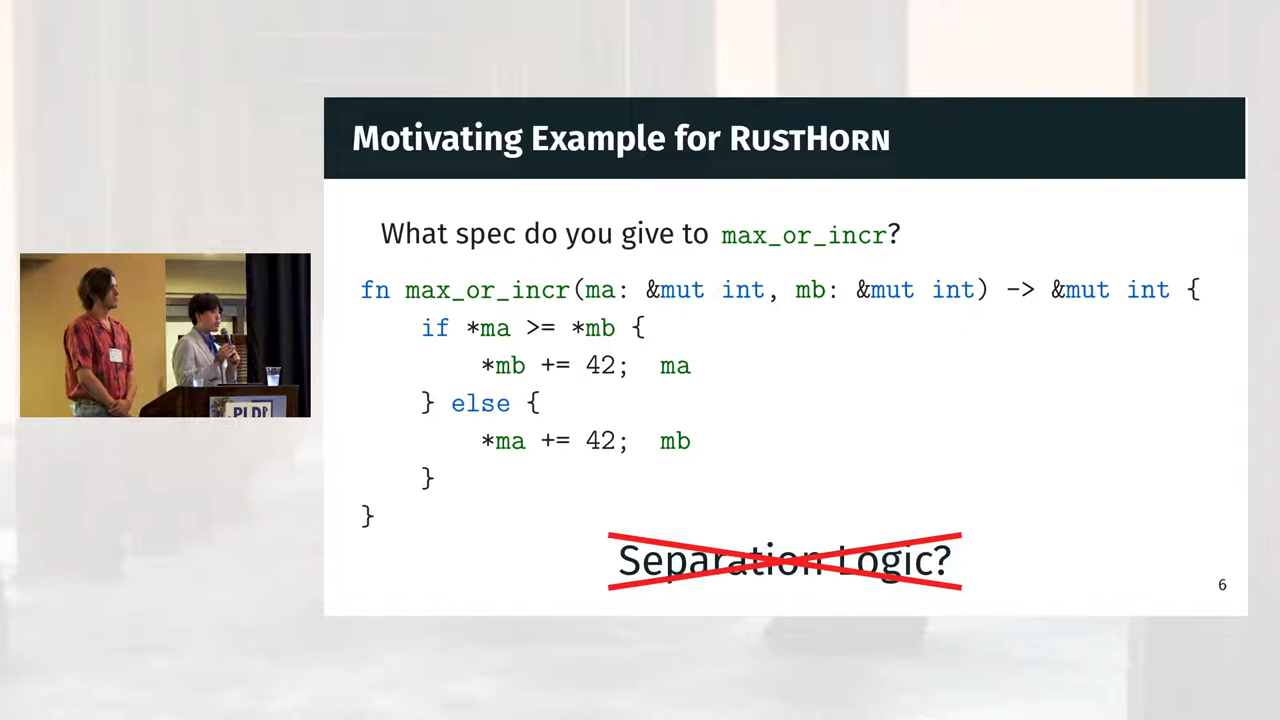 Motivating Example for RUSTHORN
What spec do you give to max_or_incr?
fn max_or_incr(ma: &mut int, mb: &mut int) -> &mut int {
if *ma >= *mb {
*mb += 42; ma
} else {
*ma += 42; mb
}
}
Separation Logic?
6
PLDI